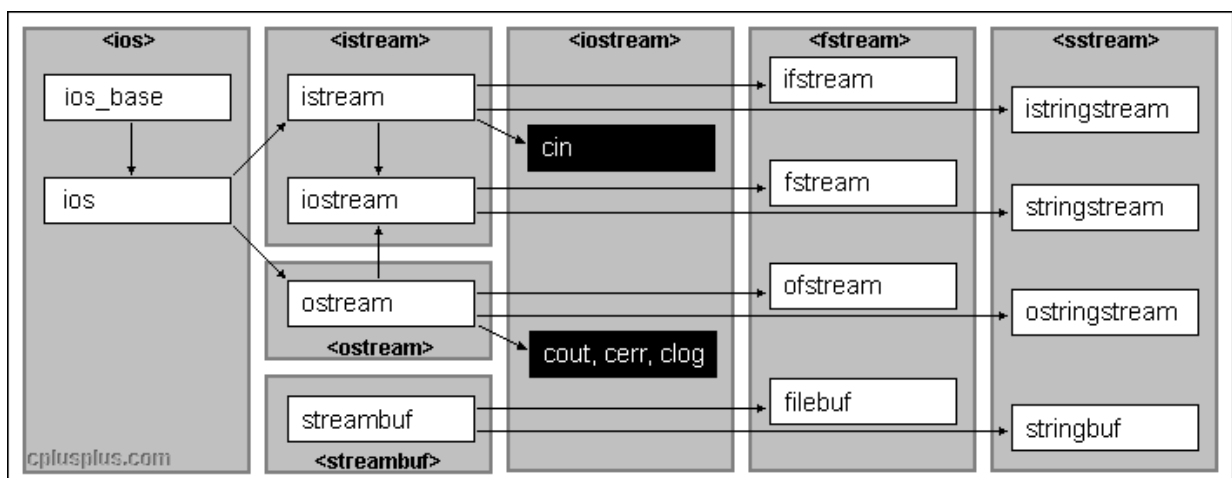 <ios>
ios_base
ios
cplusplus.com
<istream>
istream
iostream
ostream
<ostream>
streambuf
<streambuf>
<iostream>
cin
cout, cerr, clog
<fstream>
ifstream
fstream
ofstream
filebuf
<sstream>
istringstream
stringstream
ostringstream
stringbuf